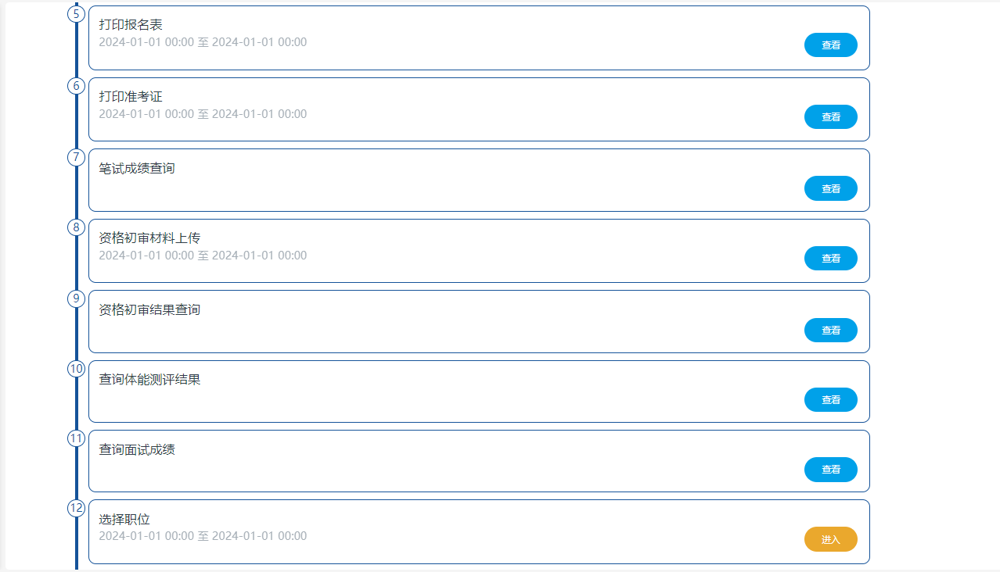 5
打印报名表
2024-01-01 00:00 至 2024-01-01 00:00
查看
6
打印准考证
2024-01-01 00:00 至 2024-01-01 00:00
查看
7
笔试成绩查询
查看
8
资格初审材料上传
2024-01-01 00:00 至 2024-01-01 00:00
查看
9
资格初审结果查询
查看
10
查询体能测评结果
查看
11
查询面试成绩
查看
12
选择职位
2024-01-01 00:00 至 2024-01-01 00:00
进入